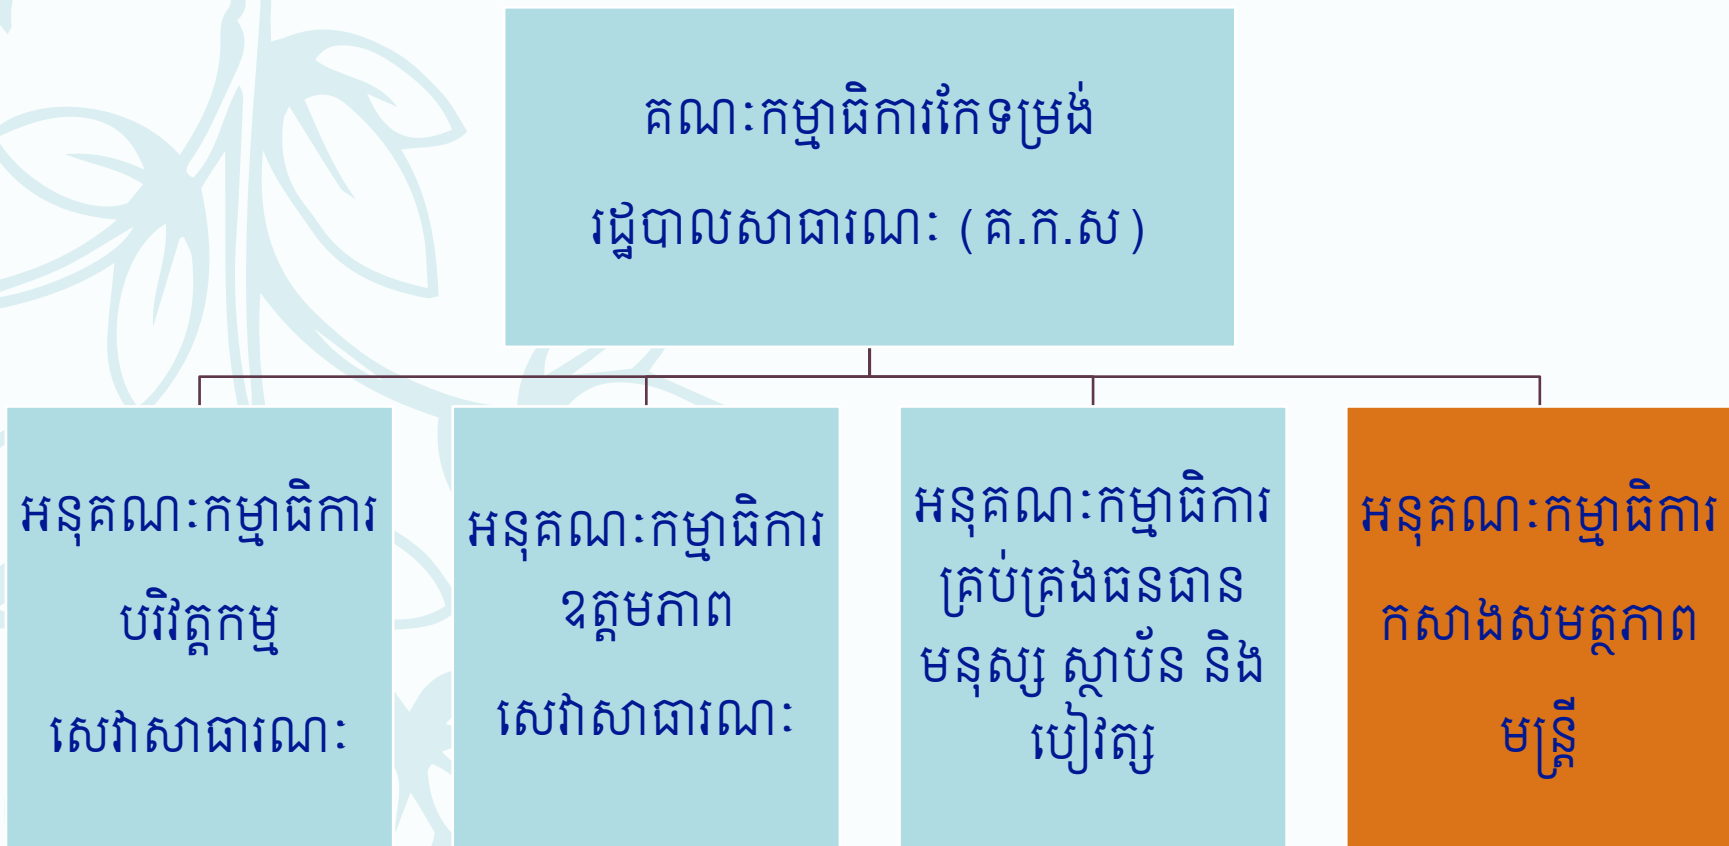 គណៈកម្មាធិការកែទម្រង់
រដ្ឋបាលសាធារណៈ (គ.ក.ស)
អនុគណៈកម្មាធិការ
បរិវត្តកម្ម
សេវាសាធារណៈ
អនុគណៈកម្មាធិការ
ឧត្តមភាព
សេវាសាធារណៈ
អនុគណៈកម្មាធិការ
គ្រប់គ្រងធនធាន
មនុស្ស ស្ថាប័ន និង
បៀវត្ស
អនុគណៈកម្មាធិការ
កសាងសមត្ថភាព
មន្ត្រី